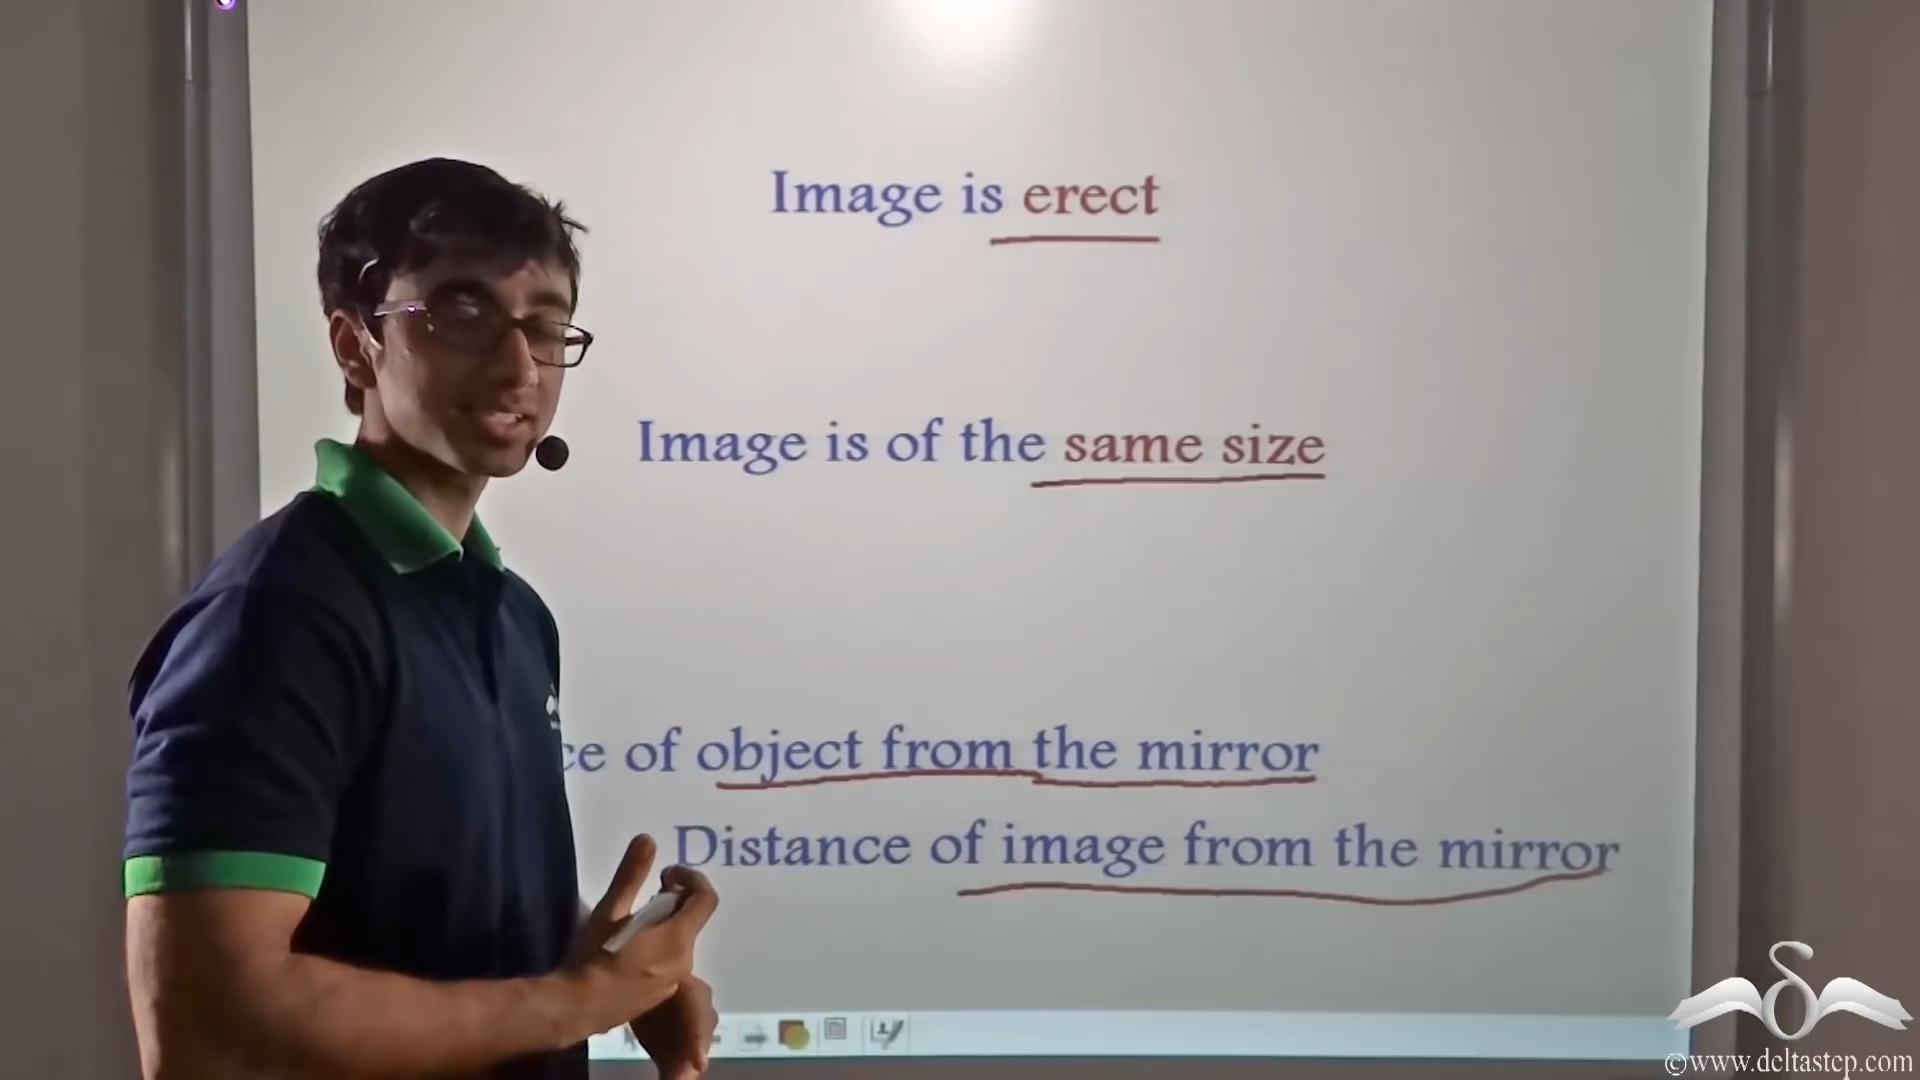 Image is erect
Image is of the same size
ce of object from the mirror
Distance of image from the mirror
©www.deltastep.com